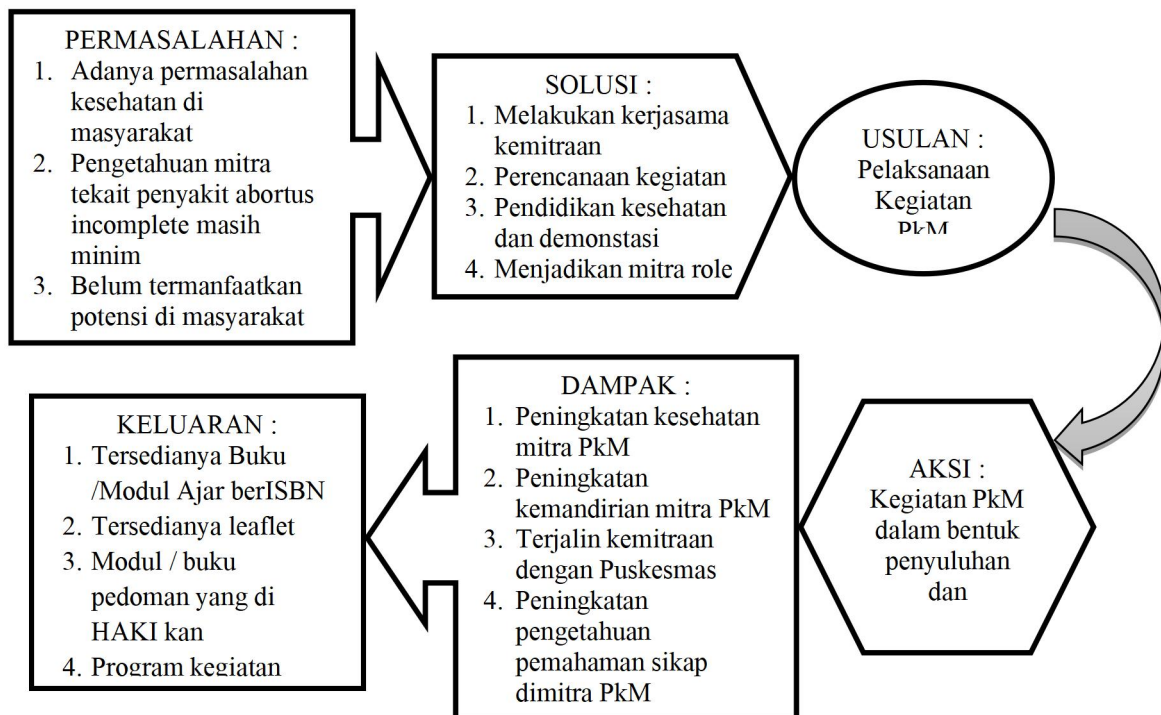 PERMASALAHAN :
1. Adanya permasalahan
kesehatan di
masyarakat
2. Pengetahuan mitra
tekait penyakit abortus
incomplete masih
minim
3. Belum termanfaatkan
potensi di masyarakat
SOLUSI :
1. Melakukan kerjasama
kemitraan
2. Perencanaan kegiatan
3. Pendidikan kesehatan
dan demonstasi
4. Menjadikan mitra role
USULAN :
Pelaksanaan
Kegiatan
PkM
AKSI :
Kegiatan PkM
dalam bentuk
penyuluhan
dan
DAMPAK :
1. Peningkatan kesehatan
mitra PkM
2. Peningkatan
kemandirian mitra PkM
3. Terjalin kemitraan
dengan Puskesmas
4. Peningkatan
pengetahuan
pemahaman sikap
dimitra PkM
KELUARAN :
1. Tersedianya Buku
/Modul Ajar berISBN
2. Tersedianya leaflet
3. Modul / buku
pedoman yang di
HAKI kan
4. Program kegiatan